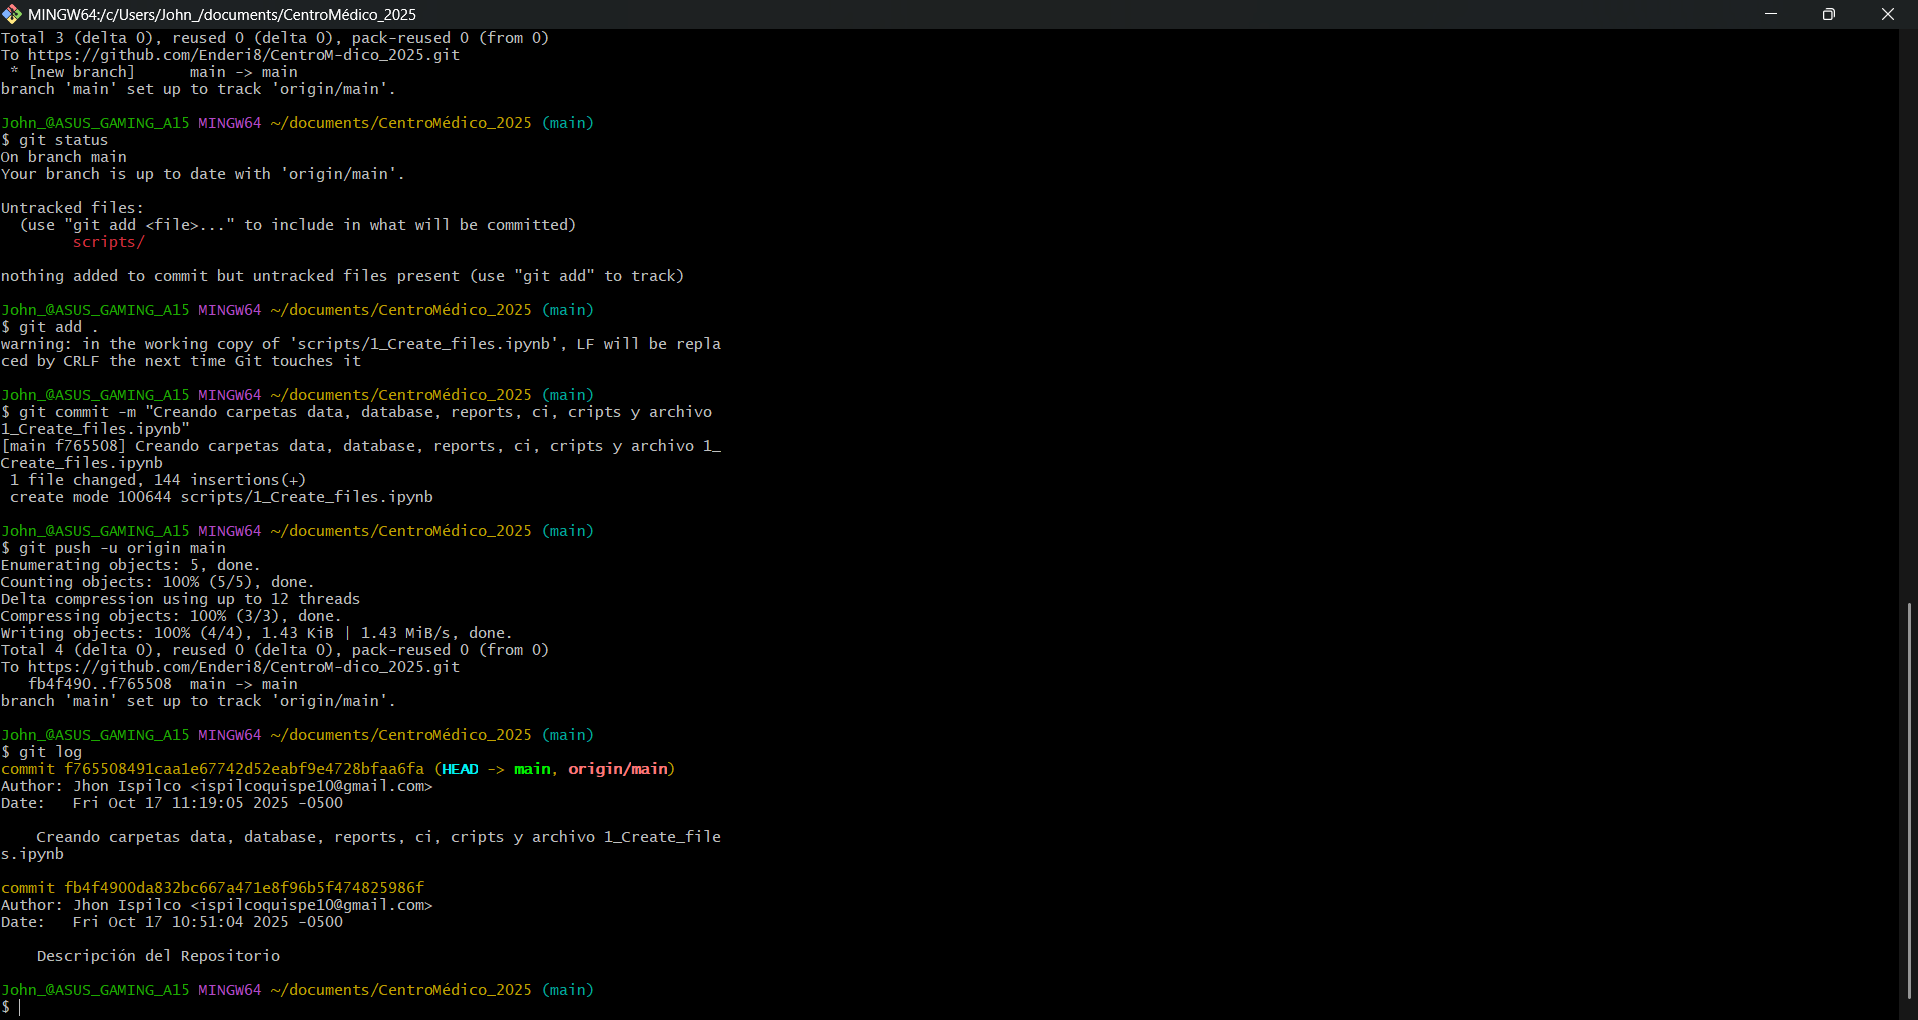 MINGW64:/c/Users/John_/documents/CentroMédico_2025
Total 3 (delta 0), reused 0 (delta 0), pack-reused 0 (from 0)
To https://github.com/Enderi8/CentroM-dico_2025.git
 * [new branch]      main -> main
branch 'main' set up to track 'origin/main'.
John_@ASUS_GAMING_A15 MINGW64 ~/documents/CentroMédico_2025 (main)
$ git status
On branch main
Your branch is up to date with 'origin/main'.
Untracked files:
  (use "git add <file>..." to include in what will be committed)
        scripts/
nothing added to commit but untracked files present (use "git add" to track)
John_@ASUS_GAMING_A15 MINGW64 ~/documents/CentroMédico_2025 (main)
$ git add .
warning: in the working copy of 'scripts/1_Create_files.ipynb', LF will be repla
ced by CRLF the next time Git touches it
John_@ASUS_GAMING_A15 MINGW64 ~/documents/CentroMédico_2025 (main)
$ git commit -m "Creando carpetas data, database, reports, ci, cripts y archivo
1_Create_files.ipynb"
[main f765508] Creando carpetas data, database, reports, ci, cripts y archivo 1_
Create_files.ipynb
 1 file changed, 144 insertions(+)
 create mode 100644 scripts/1_Create_files.ipynb
John_@ASUS_GAMING_A15 MINGW64 ~/documents/CentroMédico_2025 (main)
$ git push -u origin main
Enumerating objects: 5, done.
Counting objects: 100% (5/5), done.
Delta compression using up to 12 threads
Compressing objects: 100% (3/3), done.
Writing objects: 100% (4/4), 1.43 KiB | 1.43 MiB/s, done.
Total 4 (delta 0), reused 0 (delta 0), pack-reused 0 (from 0)
To https://github.com/Enderi8/CentroM-dico_2025.git
   fb4f490..f765508  main -> main
branch 'main' set up to track 'origin/main'.
John_@ASUS_GAMING_A15 MINGW64 ~/documents/CentroMédico_2025 (main)
$ git log
commit f765508491caa1e67742d52eabf9e4728bfaa6fa (HEAD -> main, origin/main)
Author: Jhon Ispilco <ispilcoquispe10@gmail.com>
Date:   Fri Oct 17 11:19:05 2025 -0500
    Creando carpetas data, database, reports, ci, cripts y archivo 1_Create_file
s.ipynb
commit fb4f4900da832bc667a471e8f96b5f474825986f
Author: Jhon Ispilco <ispilcoquispe10@gmail.com>
Date:   Fri Oct 17 10:51:04 2025 -0500
    Descripción del Repositorio
John_@ASUS_GAMING_A15 MINGW64 ~/documents/CentroMédico_2025 (main)
$